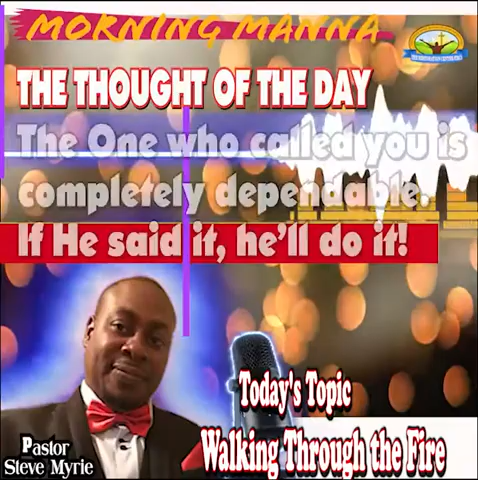 MORNING MANNA
THE THOUGHT OF THE DAY
The One who called you is
completely dependable.
If He said it, he'll do it!
Today's Topic
Walking Through the Fire
Pastor
Steve Myrie